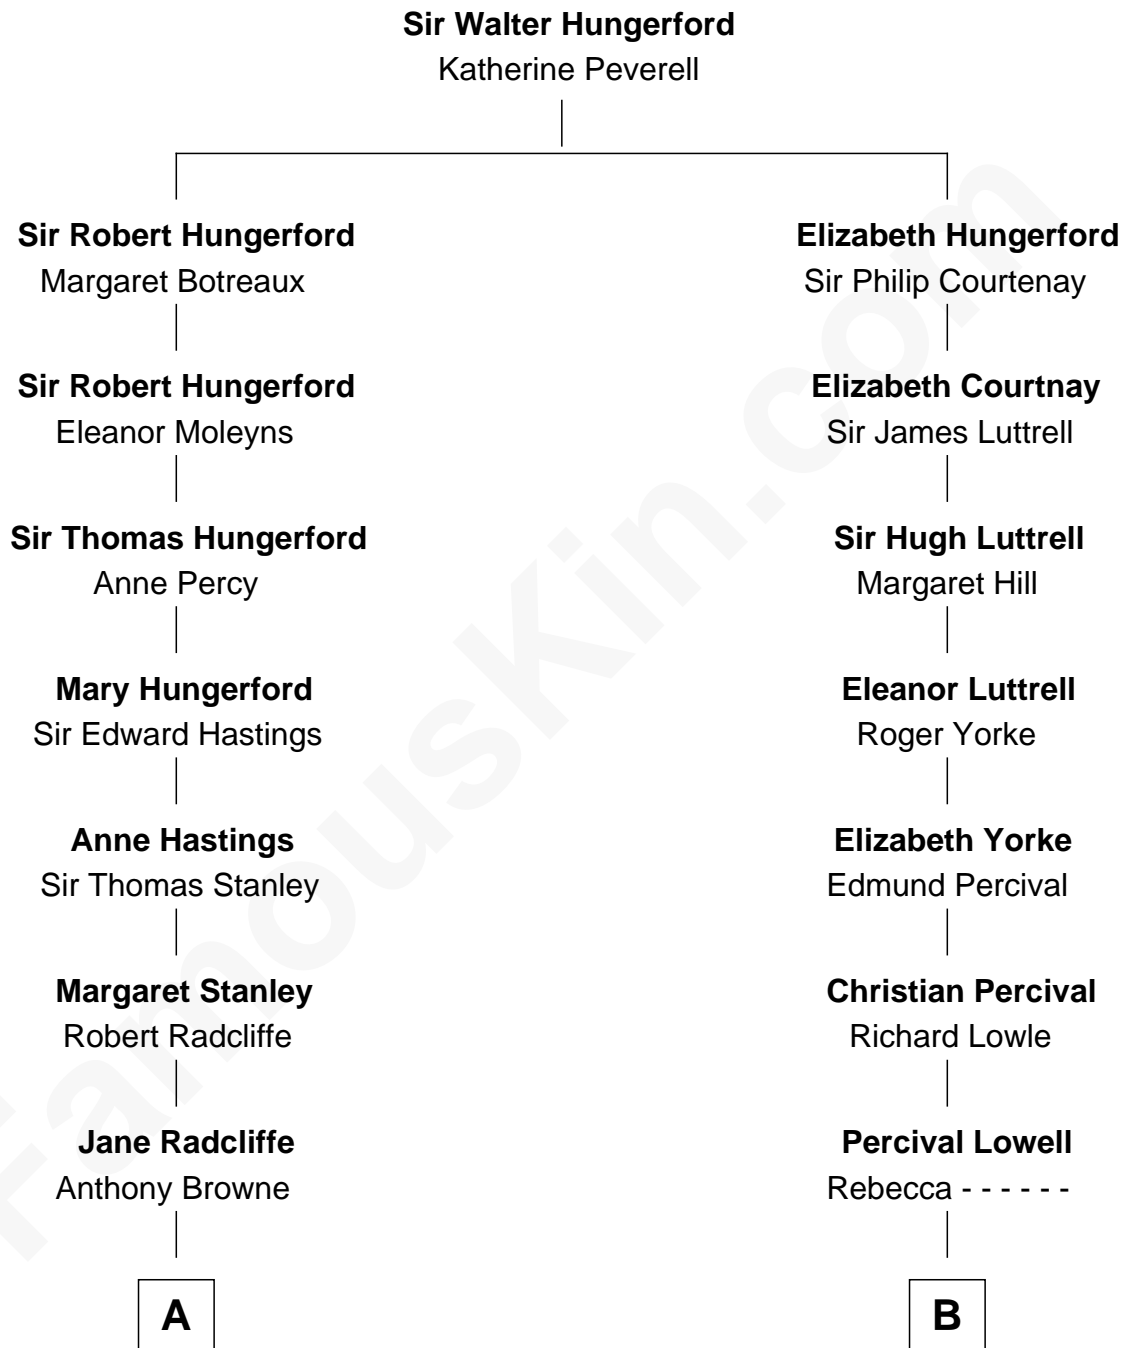 Sir Walter Hungerford
Katherine Peverell
Sir Robert Hungerford
Margaret Botreaux
Sir Robert Hungerford
Eleanor Moleyns
Sir Thomas Hungerford
Anne Percy
Mary Hungerford
Sir Edward Hastings
Anne Hastings
Sir Thomas Stanley
Margaret Stanley
Robert Radcliffe
Jane Radcliffe
Anthony Browne
A
Elizabeth Hungerford
Sir Philip Courtenay
Elizabeth Courtnay
Sir James Luttrell
Sir Hugh Luttrell
Margaret Hill
Eleanor Luttrell
Roger Yorke
Elizabeth Yorke
Edmund Percival
Christian Percival
Richard Lowle
Percival Lowell
Rebecca - - - - - -
B
FamousKin.com